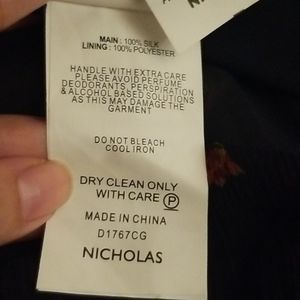 MAIN : 100% SILK
LINING : 100% POLYESTER
HANDLE WITH EXTRA CARE
PLEASE AVOID PERFUME,
DEODORANTS, PERSPIRATION
& ALCOHOL BASED SOLUTIONS
AS THIS MAY DAMAGE THE
GARMENT
DO NOT BLEACH
COOL IRON
DRY CLEAN ONLY
WITH CARE Ⓟ
MADE IN CHINA
D1767CG
NICHOLAS